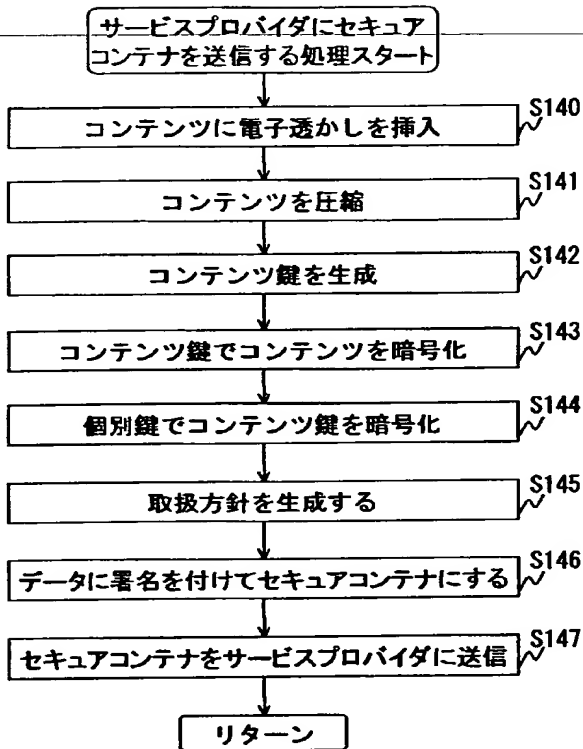 サービスプロバイダにセキュア
コンテナを送信する処理スタート
S140
コンテンツに電子透かしを挿入
S141
コンテンツを圧縮
S142
コンテンツ鍵を生成
S143
コンテンツ鍵でコンテンツを暗号化
S144
個別鍵でコンテンツ鍵を暗号化
S145
取扱方針を生成する
S146
データに署名を付けてセキュアコンテナにする
S147
セキュアコンテナをサービスプロバイダに送信
リターン